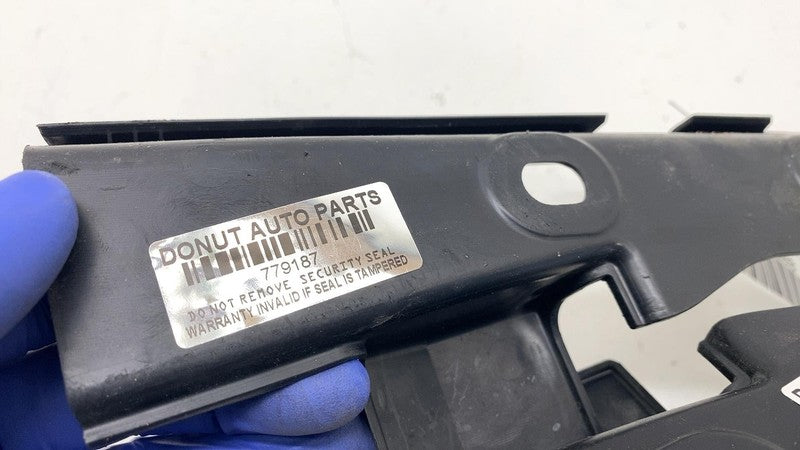 DONUT AUTO PARTS
779187
DO NOT REMOVE SECURITY SEAL
WARRANTY INVALID IF SEAL IS TAMPERED